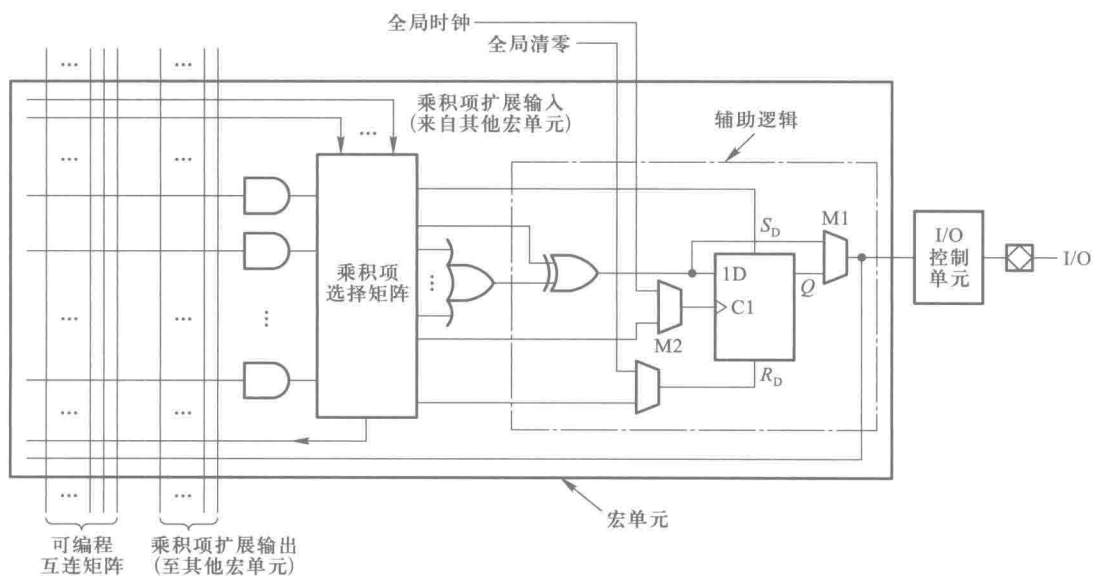 全局时钟
全局清零
乘积项扩展输入
(来自其他宏单元)
辅助逻辑
...
...
...
...
...
S_D
M1
I/O
控制
单元
I/O
乘积项
选择矩阵
1D
Q
C1
M2
R_D
...
...
...
...
...
...
...
...
宏单元
可编程
互连矩阵
乘积项扩展输出
(至其他宏单元)